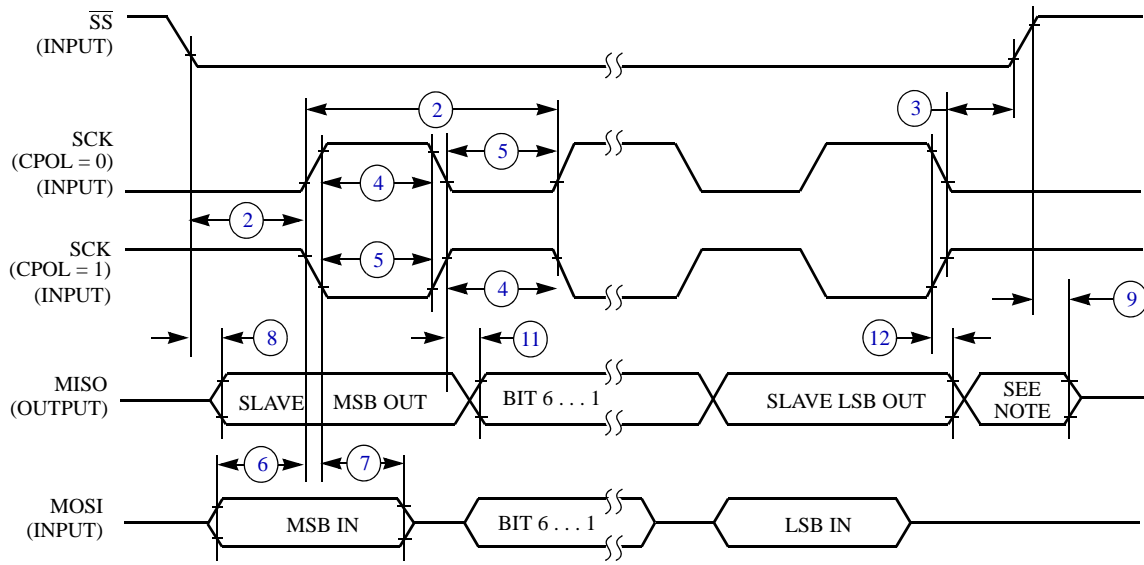 SS
(INPUT)
2
3
SCK
(CPOL = 0)
(INPUT)
5
4
2
SCK
(CPOL = 1)
(INPUT)
5
4
9
8
11
12
MISO
(OUTPUT)
SLAVE MSB OUT
BIT 6 . . . 1
SLAVE LSB OUT
SEE
NOTE
6
7
MOSI
(INPUT)
MSB IN
BIT 6 . . . 1
LSB IN